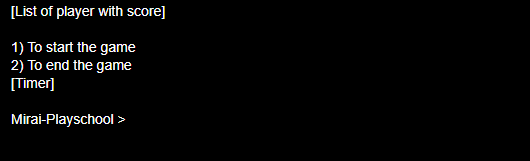 [List of player with score]
1) To start the game
2) To end the game
[Timer]
Mirai-Playschool >